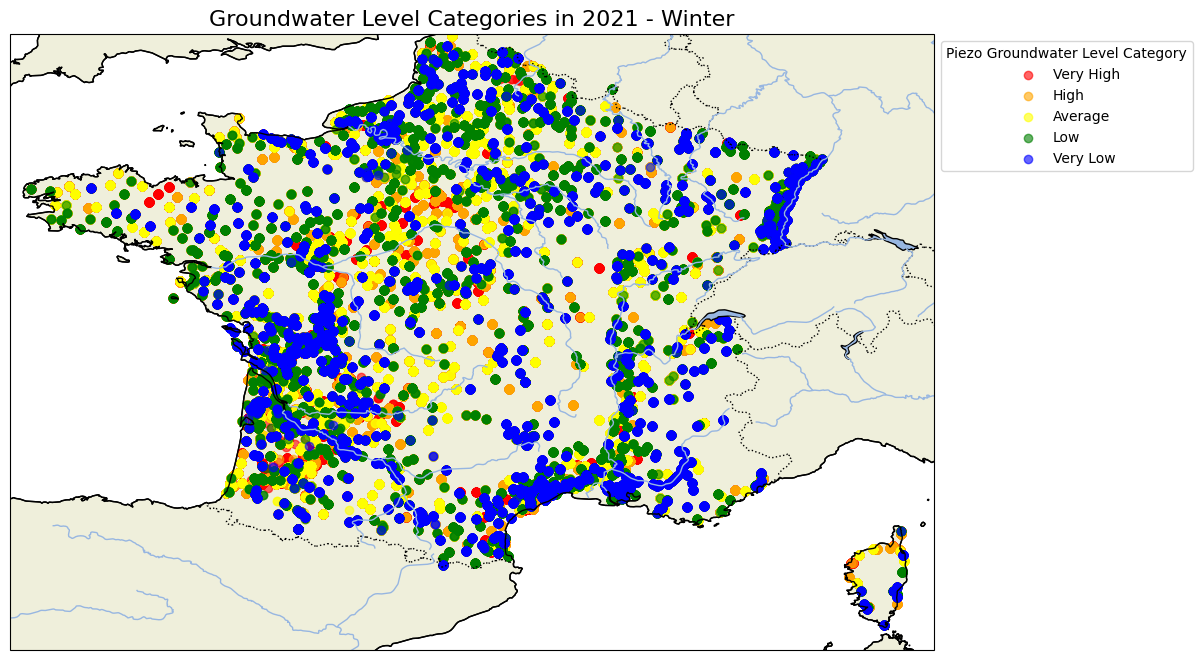 Groundwater Level Categories in 2021 - Winter
Piezo Groundwater Level Category
Very High
High
Average
Low
Very Low